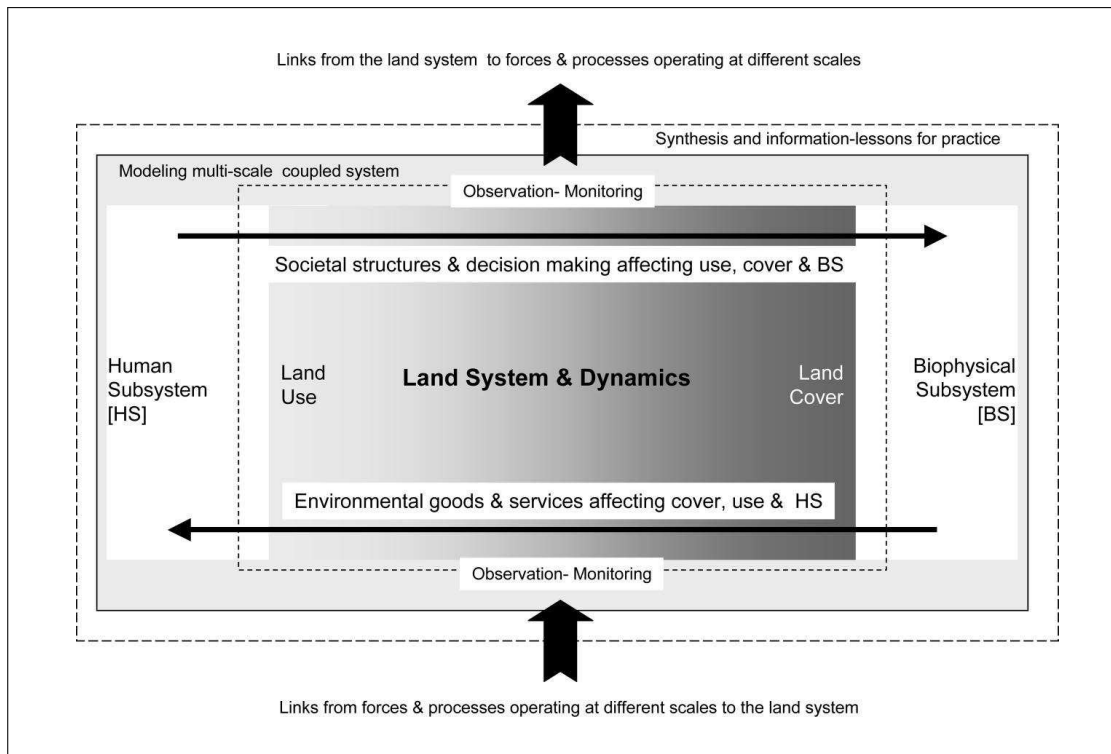 Links from the land system to forces & processes operating at different scales
Synthesis and information-lessons for practice
Modeling multi-scale coupled system
Observation- Monitoring
Societal structures & decision making affecting use, cover & BS
Human
Subsystem
[HS]
Land
Use
Land System & Dynamics
Land
Cover
Biophysical
Subsystem
[BS]
Environmental goods & services affecting cover, use & HS
Observation- Monitoring
Links from forces & processes operating at different scales to the land system